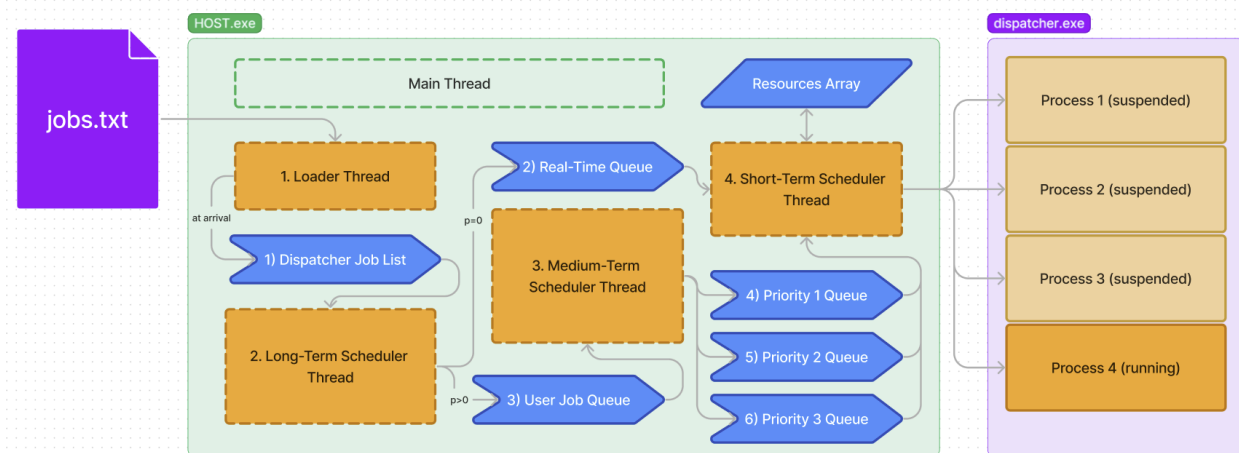 HOST.exe
dispatcher.exe
jobs.txt
Main Thread
Resources Array
Process 1 (suspended)
1. Loader Thread
2) Real-Time Queue
4. Short-Term Scheduler
Thread
Process 2 (suspended)
at arrival
p=0
1) Dispatcher Job List
3. Medium-Term
Scheduler Thread
Process 3 (suspended)
4) Priority 1 Queue
2. Long-Term Scheduler
Thread
5) Priority 2 Queue
Process 4 (running)
p>0
3) User Job Queue
6) Priority 3 Queue